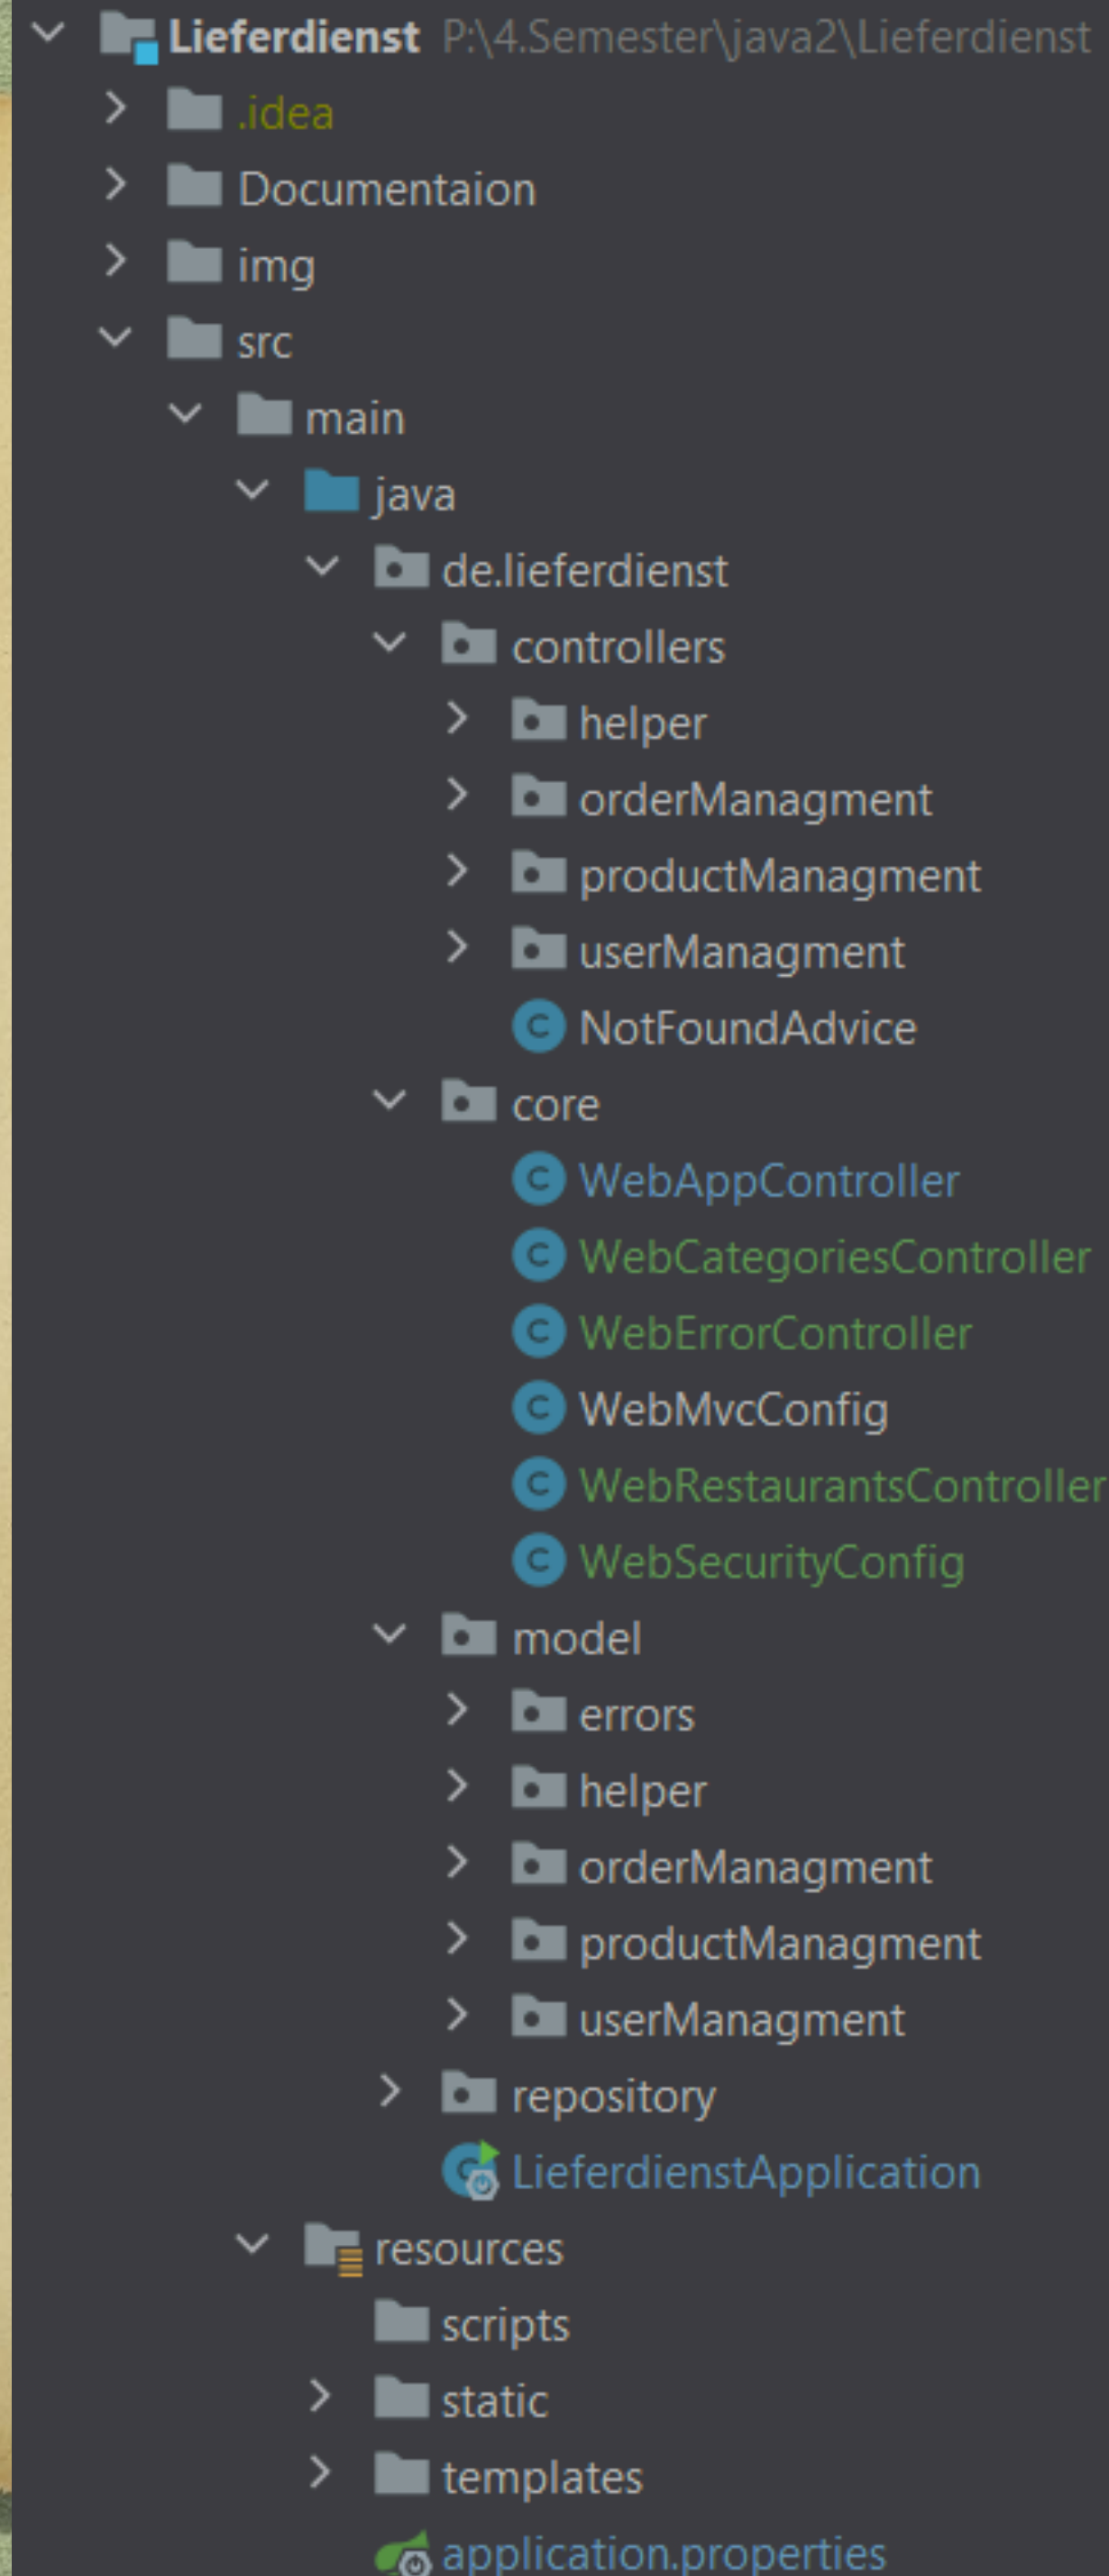 Lieferdienst P:\4.Semester\java2\Lieferdienst
.idea
Documentaion
img
src
main
java
de.lieferdienst
controllers
helper
orderManagment
productManagment
userManagment
NotFoundAdvice
core
WebAppController
WebCategoriesController
WebErrorController
WebMvcConfig
WebRestaurantsController
WebSecurityConfig
model
errors
helper
orderManagment
productManagment
userManagment
repository
LieferdienstApplication
resources
scripts
static
templates
application.properties